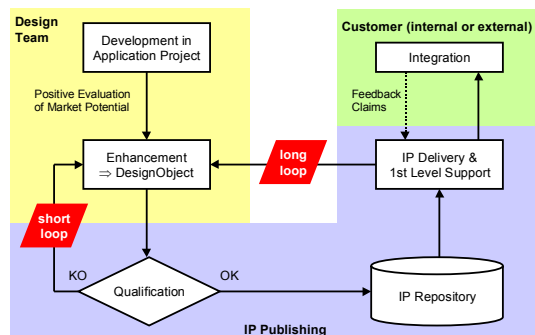 Design
Team
Development in
Application Project
Customer (internal or external)
Integration
Positive Evaluation
of Market Potential
Feedback
Claims
Enhancement
⇒ DesignObject
long
loop
IP Delivery &
1st Level Support
short
loop
KO
Qualification
OK
IP Repository
IP Publishing